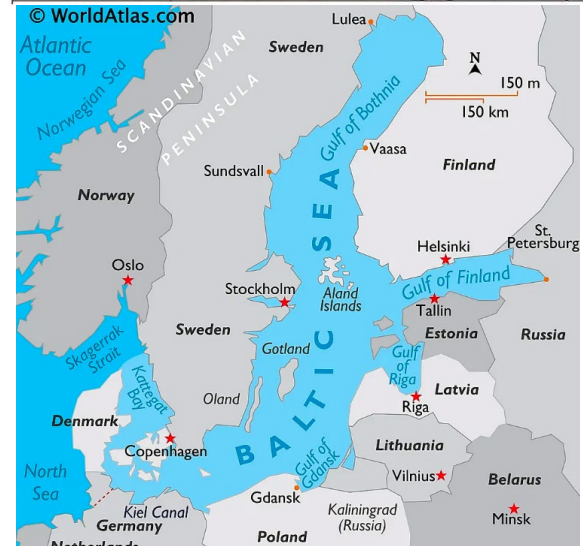 © WorldAtlas.com
Lulea
Atlantic
Ocean
Sweden
N
150 m
150 km
Norwegian Sea
SCANDINAVIAN
PENINSULA
Gulf of Bothnia
Vaasa
Finland
Sundsvall
Norway
St.
Petersburg
Helsinki
Oslo
Gulf of Finland
Stockholm
Aland
Islands
Tallin
BALTIC SEA
Sweden
Estonia
Russia
Skagerrak
Strait
Gotland
Gulf
of
Riga
Kattegat
Bay
Oland
Latvia
Riga
Denmark
Copenhagen
Lithuania
North
Sea
Gulf of
Gdansk
Vilnius
Belarus
Gdansk
Kiel Canal
Kaliningrad
(Russia)
Minsk
Germany
Poland
Netherlands